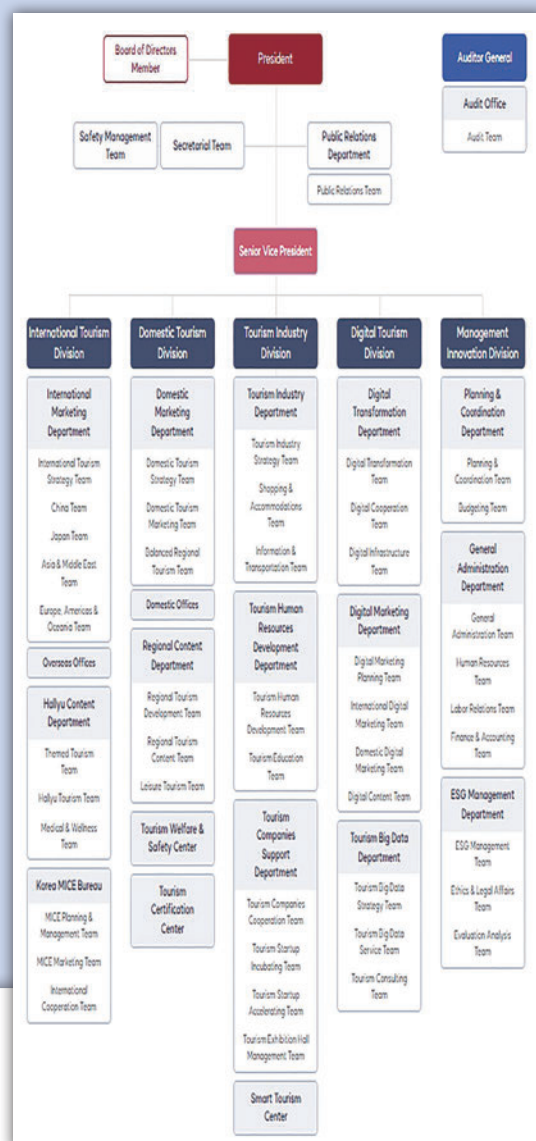 Board of Directors
Member
President
Auditor General
Audit Office
Audit Team
Safety Management
Team
Secretarial Team
Public Relations
Department
Public Relations Team
Senior Vice President
International Tourism
Division
International
Marketing
Department
International Tourism
Strategy Team
China Team
Japan Team
Asia & Middle East
Team
Europe, Americas &
Oceania Team
Overseas Offices
Hallyu Content
Department
Themed Tourism
Team
Hallyu Tourism Team
Medical & Wellness
Team
Korea MICE Bureau
MICE Planning &
Management Team
MICE Marketing Team
International
Cooperation Team
Domestic Tourism
Division
Domestic
Marketing
Department
Domestic Tourism
Strategy Team
Domestic Tourism
Marketing Team
Balanced Regional
Tourism Team
Domestic Offices
Regional Content
Department
Regional Tourism
Development Team
Regional Tourism
Content Team
Leisure Tourism Team
Tourism Welfare &
Safety Center
Tourism
Certification
Center
Tourism Industry
Division
Tourism Industry
Department
Tourism Industry
Strategy Team
Shopping &
Accommodations
Team
Information &
Transportation Team
Tourism Human
Resources
Development
Department
Tourism Human
Resources
Development Team
Tourism Education
Team
Tourism
Companies
Support
Department
Tourism Companies
Cooperation Team
Tourism Startup
Incubating Team
Tourism Startup
Accelerating Team
Tourism Exhibition Hall
Management Team
Smart Tourism
Center
Digital Tourism
Division
Digital
Transformation
Department
Digital Transformation
Team
Digital Cooperation
Team
Digital Infrastructure
Team
Digital Marketing
Department
Digital Marketing
Planning Team
International Digital
Marketing Team
Domestic Digital
Marketing Team
Digital Content Team
Tourism Big Data
Department
Tourism Big Data
Strategy Team
Tourism Big Data
Service Team
Tourism Consulting
Team
Management
Innovation Division
Planning &
Coordination
Department
Planning &
Coordination Team
Budgeting Team
General
Administration
Department
General
Administration Team
Human Resources
Team
Labor Relations Team
Finance & Accounting
Team
ESG Management
Department
ESG Management
Team
Ethics & Legal Affairs
Team
Evaluation Analysis
Team